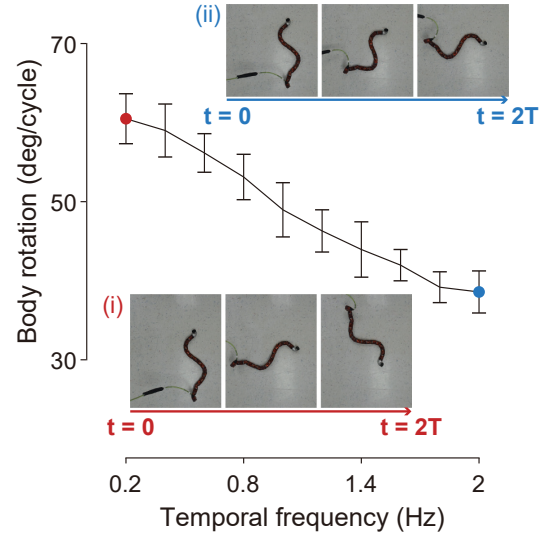 (ii)
70
t = 0
t = 2T
50
Body rotation (deg/cycle)
(i)
30
t = 0
t = 2T
0.2
0.8
1.4
2
Temporal frequency (Hz)